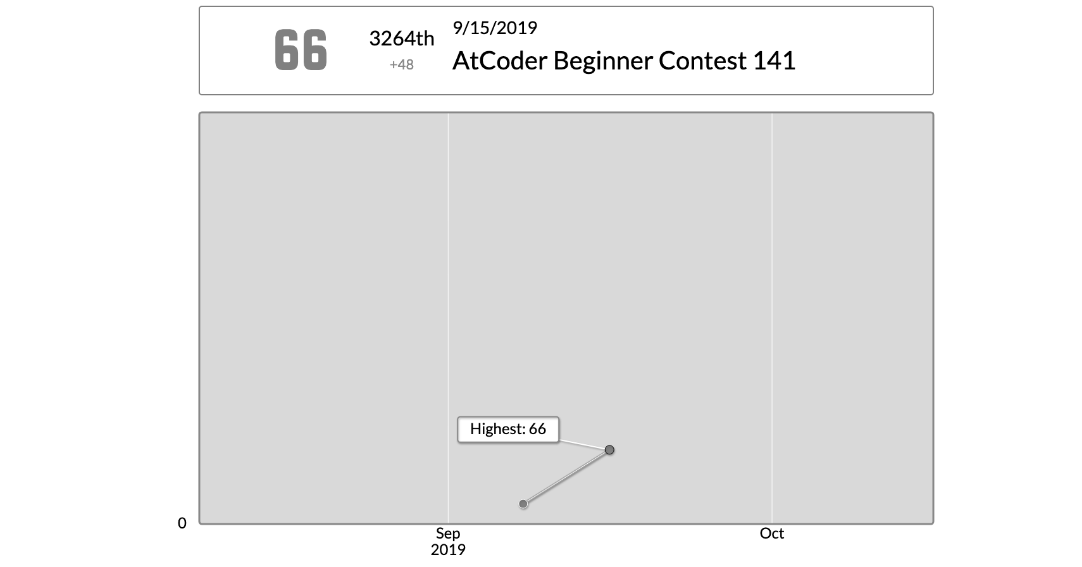 66
3264th
+48
9/15/2019
AtCoder Beginner Contest 141
Highest: 66
0
Sep
2019
Oct